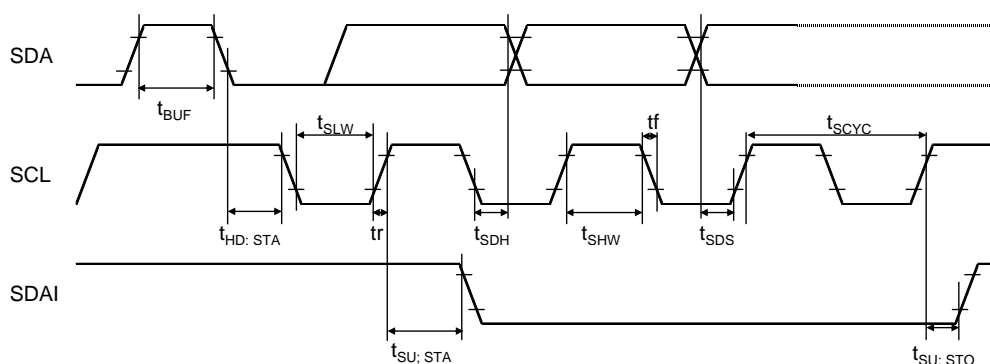 SDA
tBUF
tSLW
tf
tSCYC
SCL
tHD: STA
tr
tSDH
tSHW
tSDS
SDAI
tSU; STA
tSU: STO